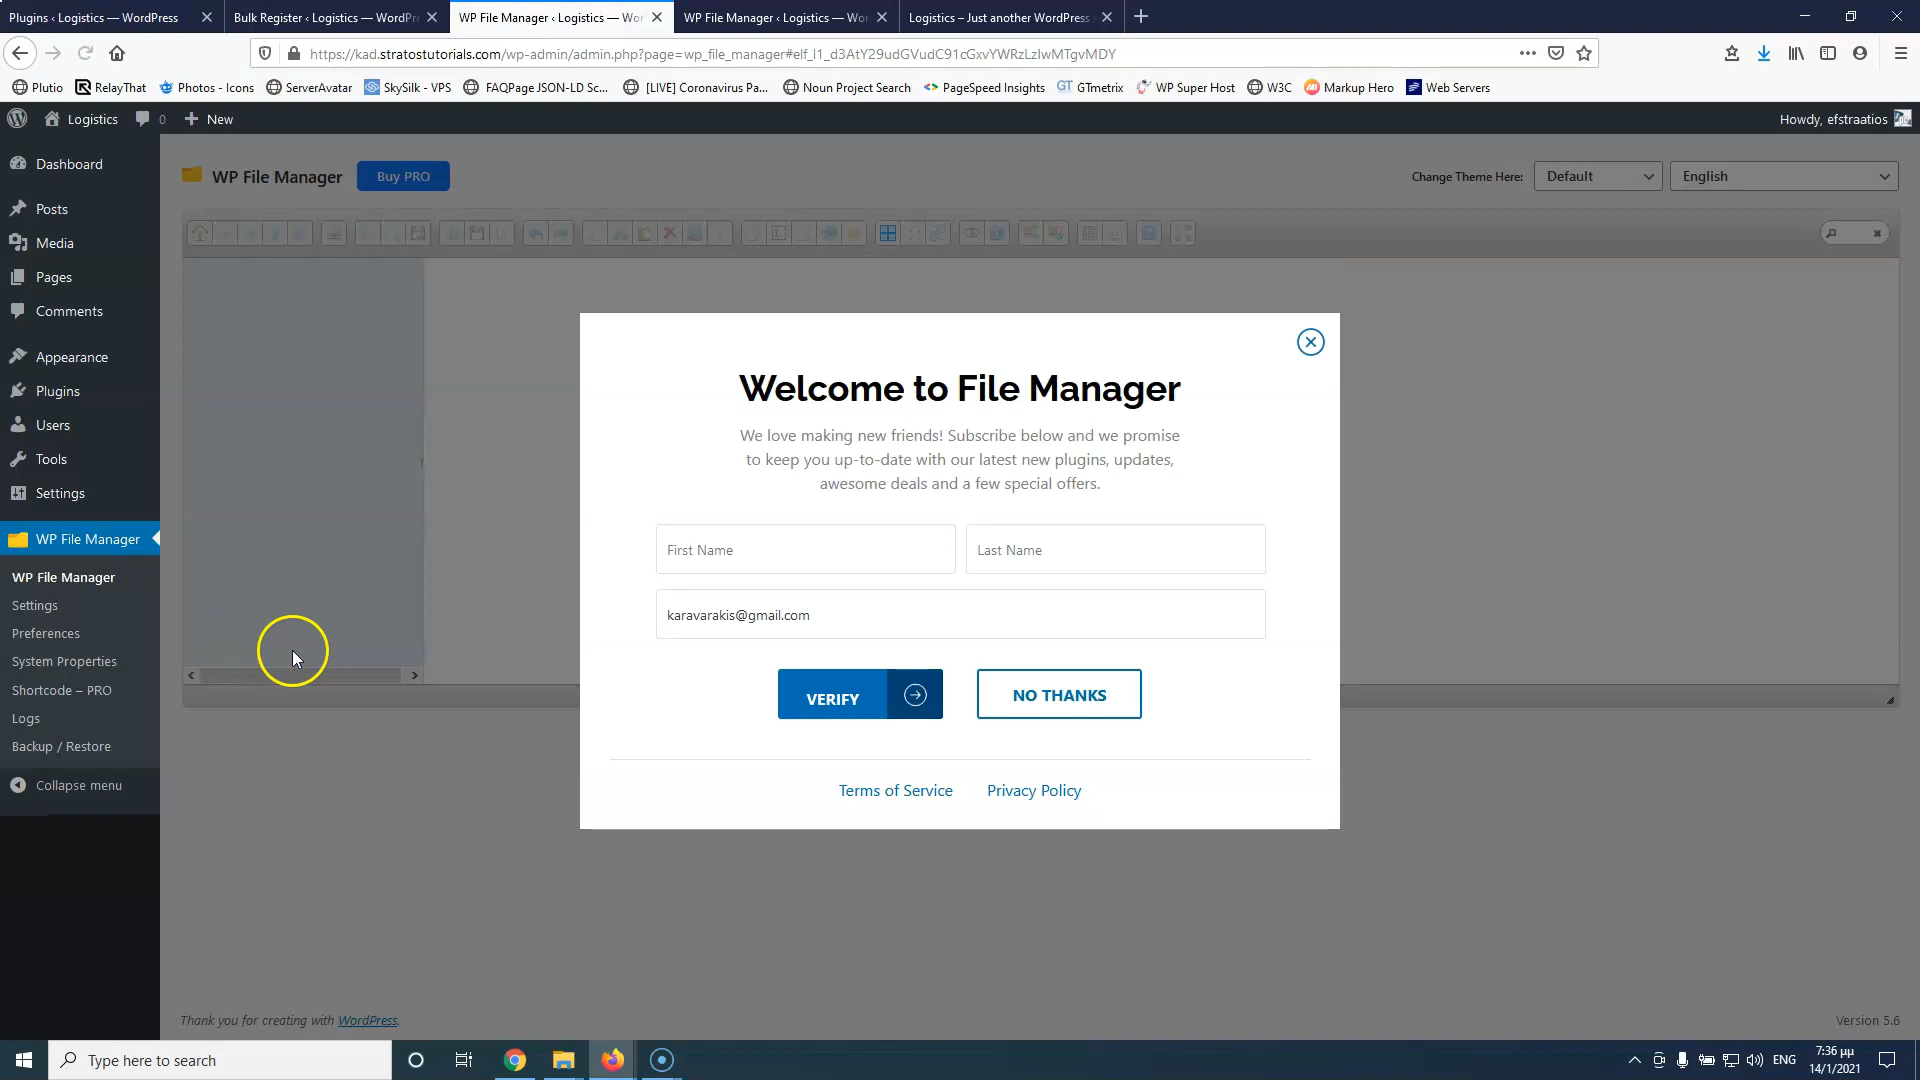 Plugins ‹ Logistics — WordPress
Bulk Register ‹ Logistics — WordPre
WP File Manager ‹ Logistics — Wor
WP File Manager ‹ Logistics — Wor
Logistics – Just another WordPress
https://kad.stratostutorials.com/wp-admin/admin.php?page=wp_file_manager#elf_l1_d3AtY29udGVudC91cGxvYWRzLzIwMTgvMDY
Plutio
RelayThat
Photos - Icons
ServerAvatar
SkySilk - VPS
FAQPage JSON-LD Sc...
[LIVE] Coronavirus Pa...
Noun Project Search
PageSpeed Insights
GTmetrix
WP Super Host
W3C
Markup Hero
Web Servers
Logistics
0
New
Howdy, efstraatios
Dashboard
Posts
Media
Pages
Comments
Appearance
Plugins
Users
Tools
Settings
WP File Manager
WP File Manager
Settings
Preferences
System Properties
Shortcode – PRO
Logs
Backup / Restore
Collapse menu
WP File Manager
Buy PRO
Change Theme Here:
Default
English
Welcome to File Manager
We love making new friends! Subscribe below and we promise
to keep you up-to-date with our latest new plugins, updates,
awesome deals and a few special offers.
First Name
Last Name
karavarakis@gmail.com
VERIFY
NO THANKS
Terms of Service
Privacy Policy
Thank you for creating with WordPress.
Version 5.6
Type here to search
ENG
7:36 μμ
14/1/2021